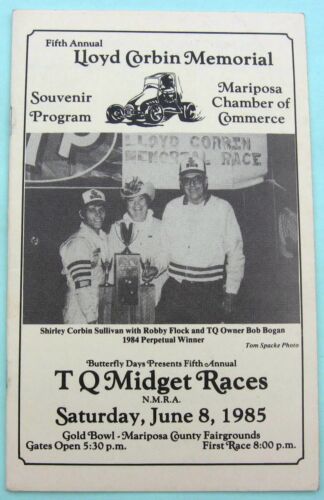 Fifth Annual
Lloyd Corbin Memorial
Souvenir
Program
Mariposa
Chamber of
Commerce
LLOYD CORBIN
MEMORIAL RACE
Shirley Corbin Sullivan with Robby Flock and TQ Owner Bob Bogan
1984 Perpetual Winner
Tom Spacke Photo
Butterfly Days Presents Fifth Annual
T Q Midget Races
N.M.R.A.
Saturday, June 8, 1985
Gold Bowl - Mariposa County Fairgrounds
Gates Open 5:30 p.m. First Race 8:00 p.m.